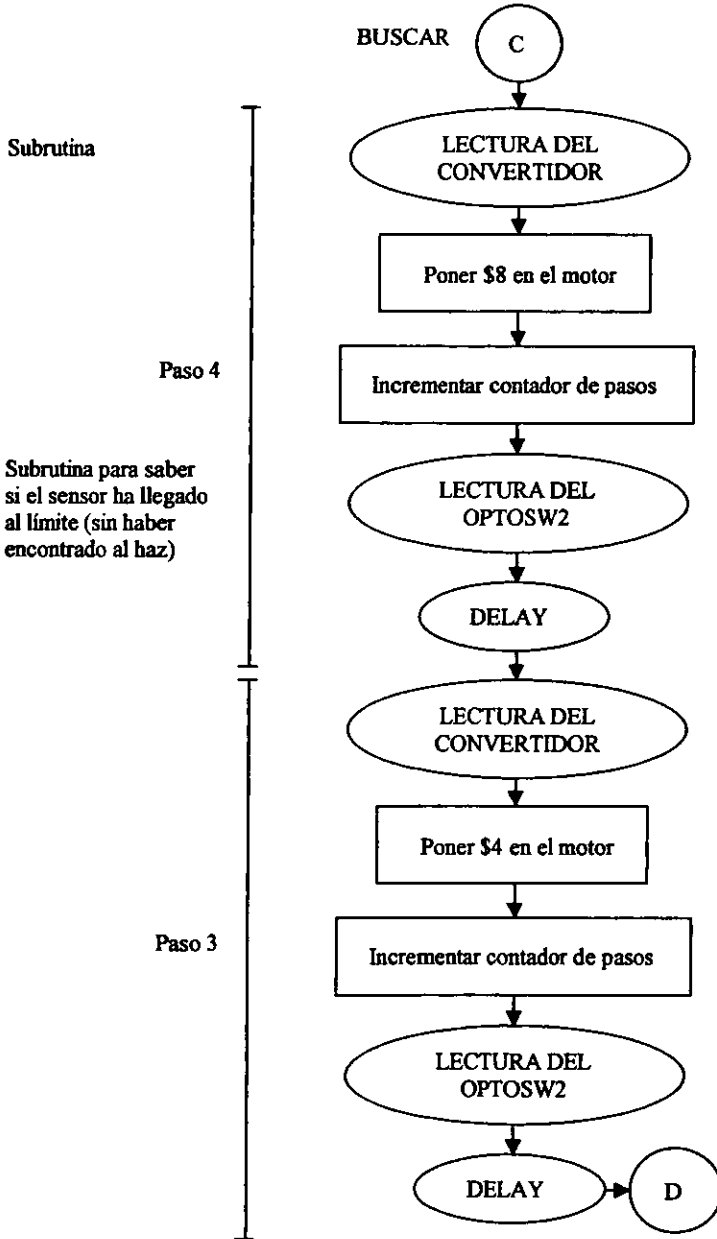 BUSCAR
C
Subrutina
LECTURA DEL
CONVERTIDOR
Poner $8 en el motor
Paso 4
Incrementar contador de pasos
Subrutina para saber
si el sensor ha llegado
al límite (sin haber
encontrado al haz)
LECTURA DEL
OPTOSW2
DELAY
LECTURA DEL
CONVERTIDOR
Poner $4 en el motor
Paso 3
Incrementar contador de pasos
LECTURA DEL
OPTOSW2
DELAY
D